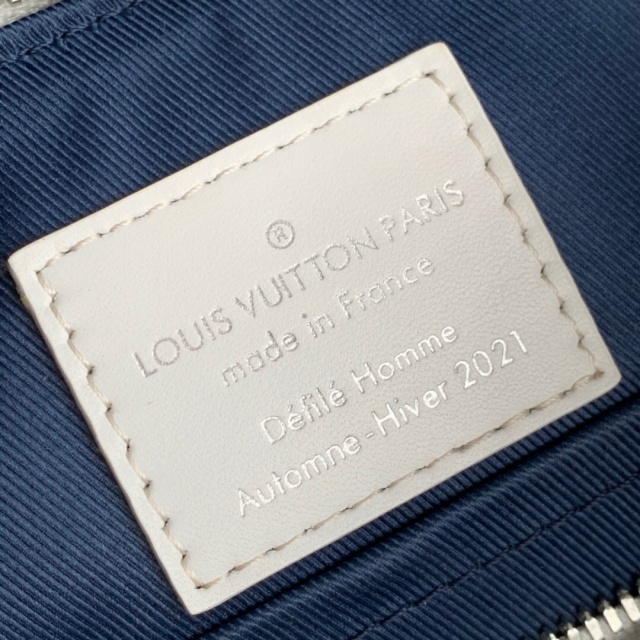 ®
LOUIS VUITTON PARIS
made in France
Défilé Homme
Automne-Hiver 2021